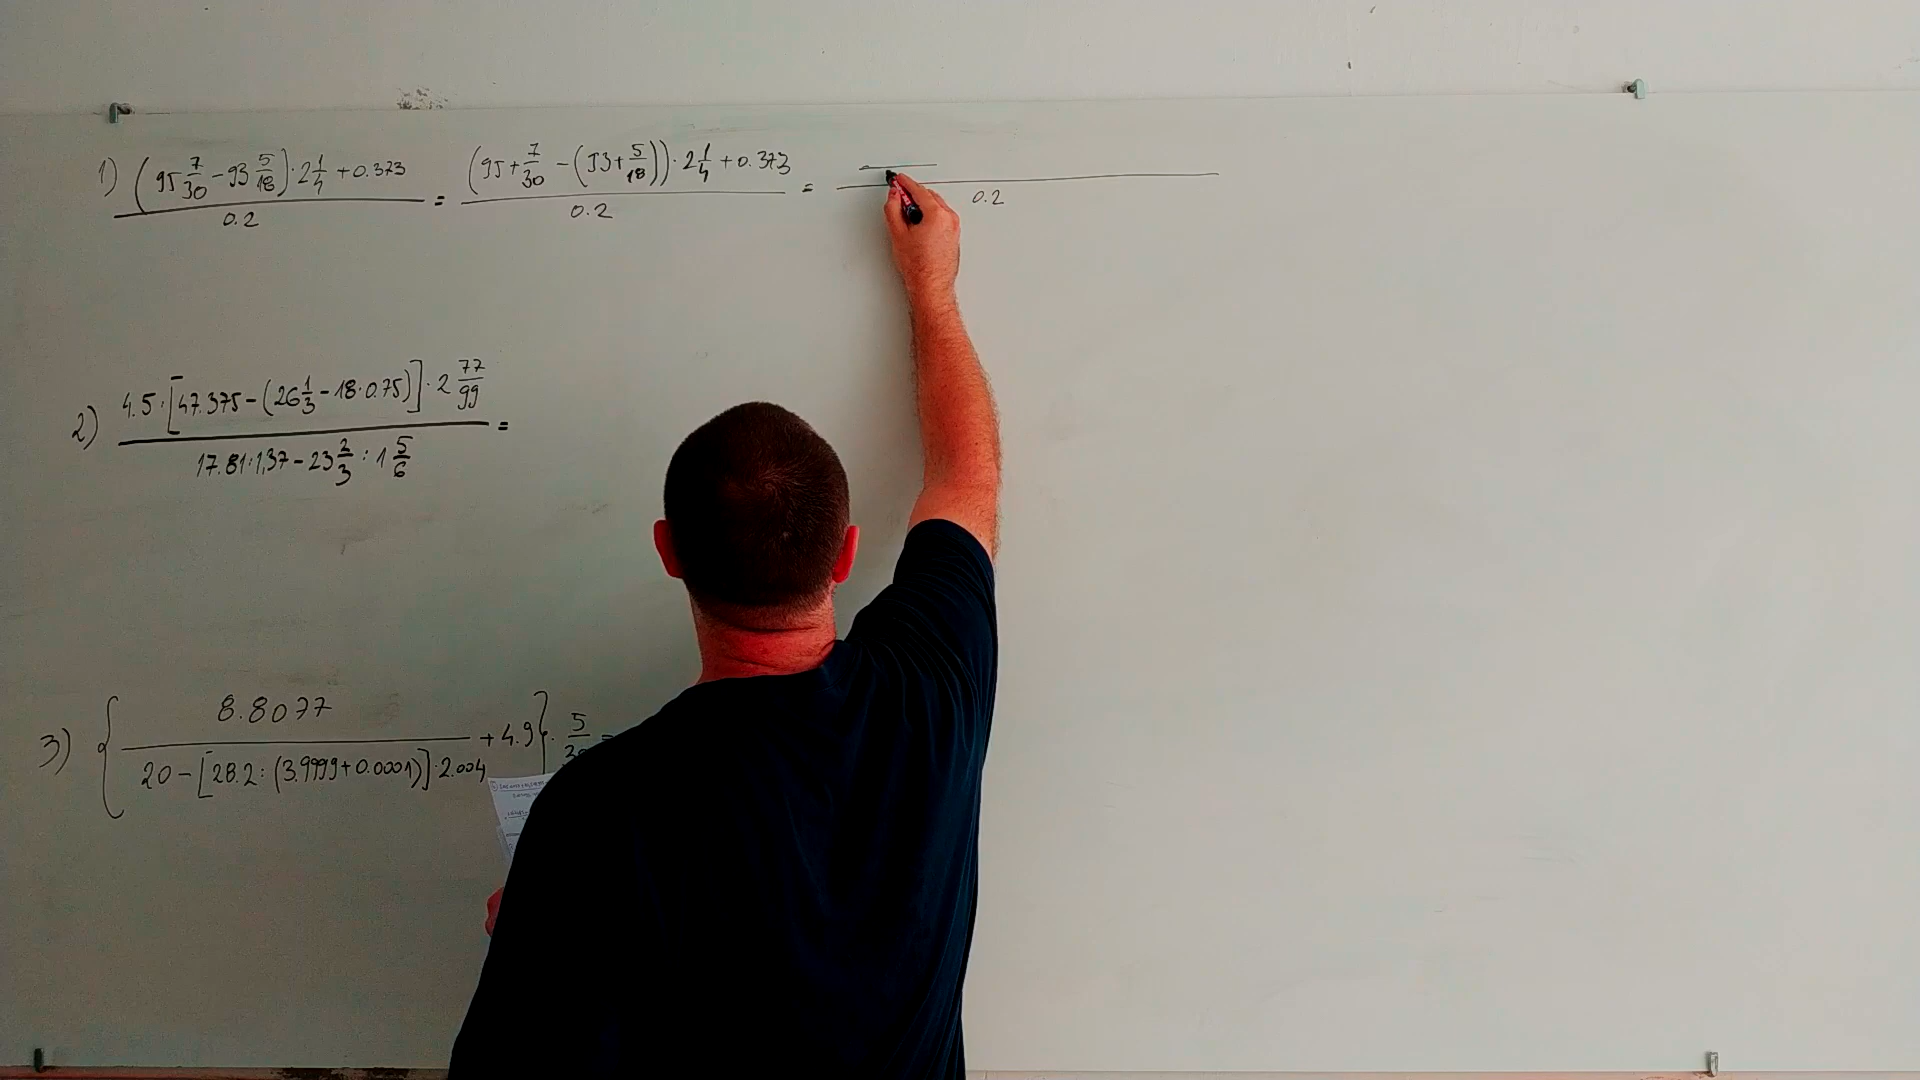 1) (95 7/30 - 93 5/18) · 2 1/4 + 0.373 / 0.2 = (95 + 7/30 - (93 + 5/18)) · 2 1/4 + 0.373 / 0.2 = / 0.2
2) 4.5 · [47.375 - (26 1/3 - 18 · 0.75)] · 2 77/99 / 17.81 : 1,37 - 23 2/3 : 1 5/6 =
3) { 8.8077 / 20 - [28.2 : (3.9999 + 0.0001)] · 2.004 + 4.9 } · 5 =